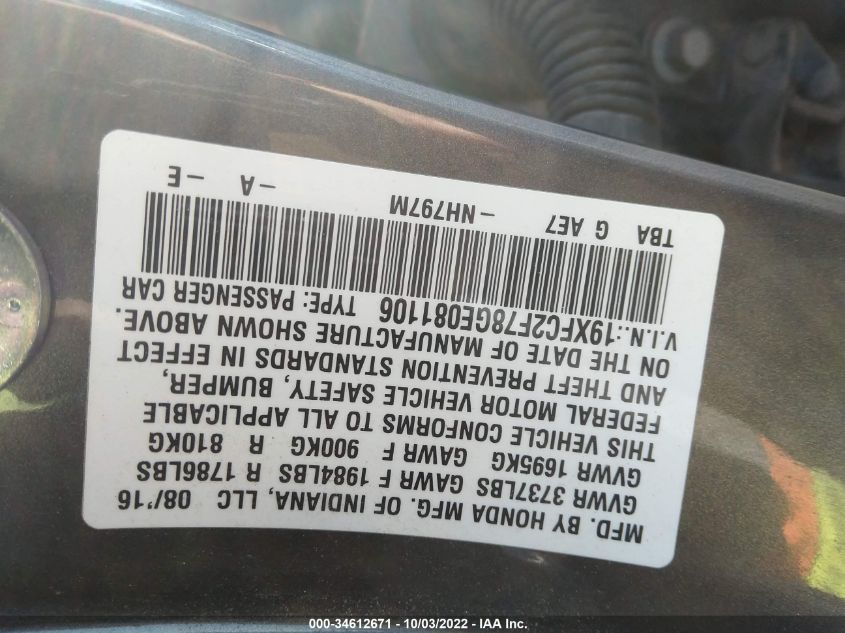 MFD. BY HONDA MFG. OF INDIANA, LLC 08/'16
GVWR 3737LBS GAWR F 1984LBS R 1786LBS
GVWR 1695KG GAWR F 900KG R 810KG
THIS VEHICLE CONFORMS TO ALL APPLICABLE
FEDERAL MOTOR VEHICLE SAFETY, BUMPER,
AND THEFT PREVENTION STANDARDS IN EFFECT
ON THE DATE OF MANUFACTURE SHOWN ABOVE.
V.I.N.:19XFC2F78GE081106 TYPE: PASSENGER CAR
TBA G AE7 -NH797M -A -E
000-34612671 - 10/03/2022 - IAA Inc.